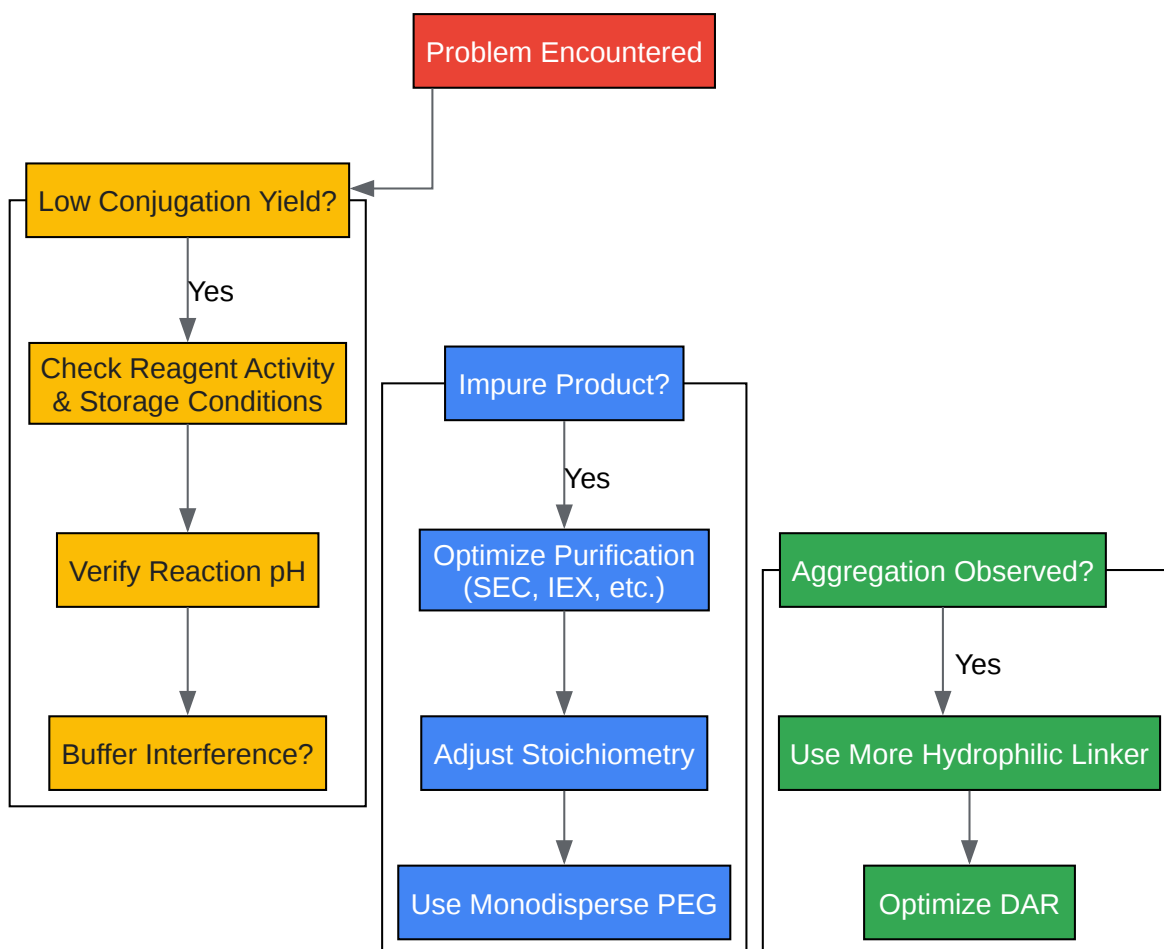 Problem Encountered
Low Conjugation Yield?
Yes
Check Reagent Activity
& Storage Conditions
Verify Reaction pH
Buffer Interference?
Impure Product?
Yes
Optimize Purification
(SEC, IEX, etc.)
Adjust Stoichiometry
Use Monodisperse PEG
Aggregation Observed?
Yes
Use More Hydrophilic Linker
Optimize DAR